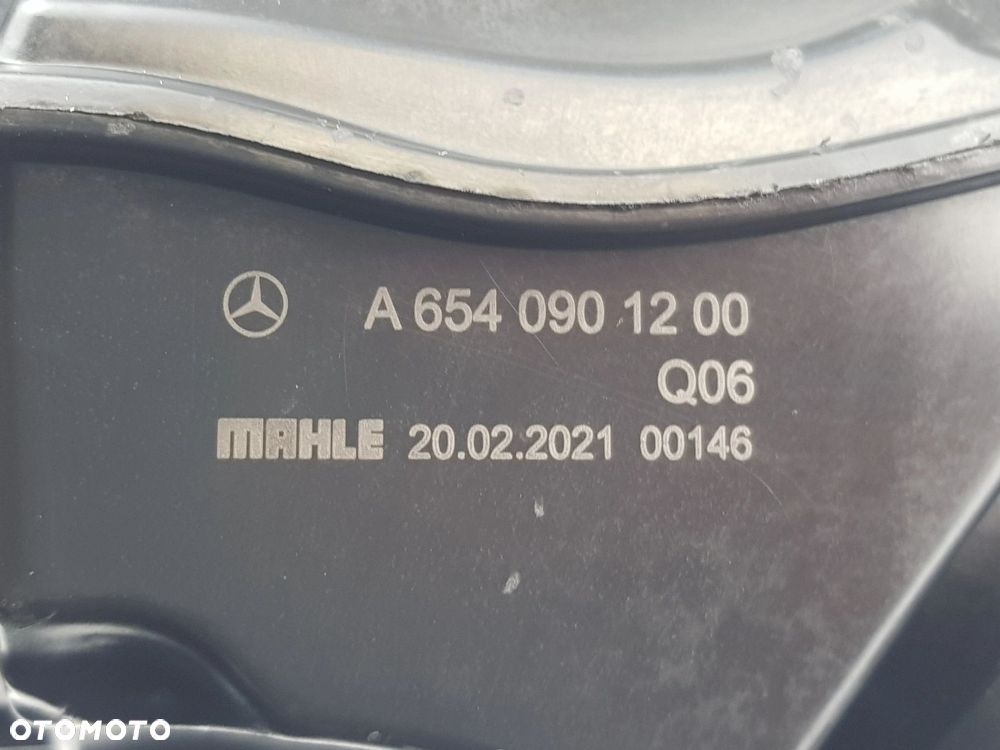 A 654 090 12 00
Q06
MAHLE 20.02.2021 00146
OTOMOTO